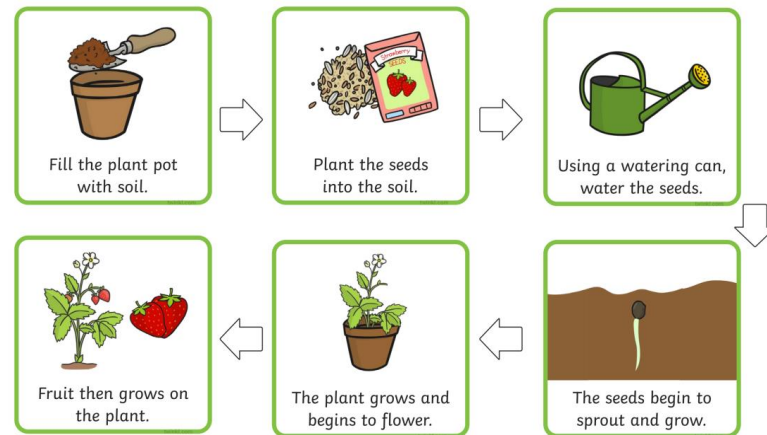 Fill the plant pot
with soil.
Strawberry
SEEDS
Plant the seeds
into the soil.
Using a watering can,
water the seeds.
The seeds begin to
sprout and grow.
The plant grows and
begins to flower.
Fruit then grows on
the plant.